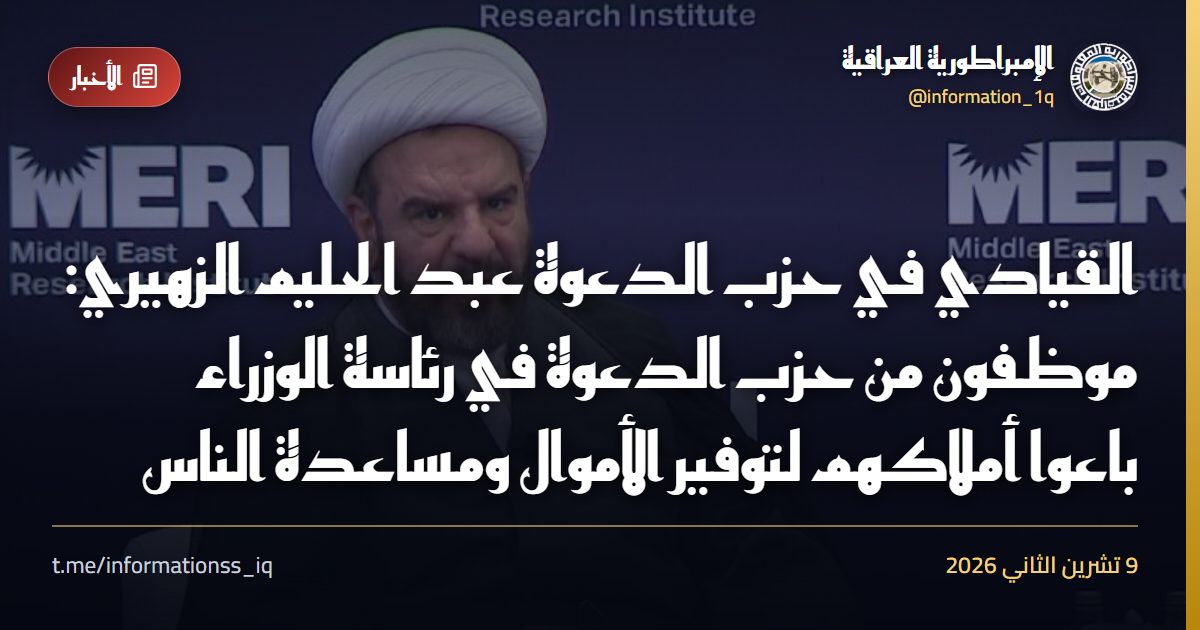 Research Institute
الإمبراطورية العراقية
@information_1q
الأخبار
MERI
Middle East
MER
Middle East
القيادي في حزب الدعوة عبد الحليم الزهيري:
موظفون من حزب الدعوة في رئاسة الوزراء
باعوا أملاكهم لتوفير الأموال ومساعدة الناس
9 تشرين الثاني 2026
t.me/informationss_iq